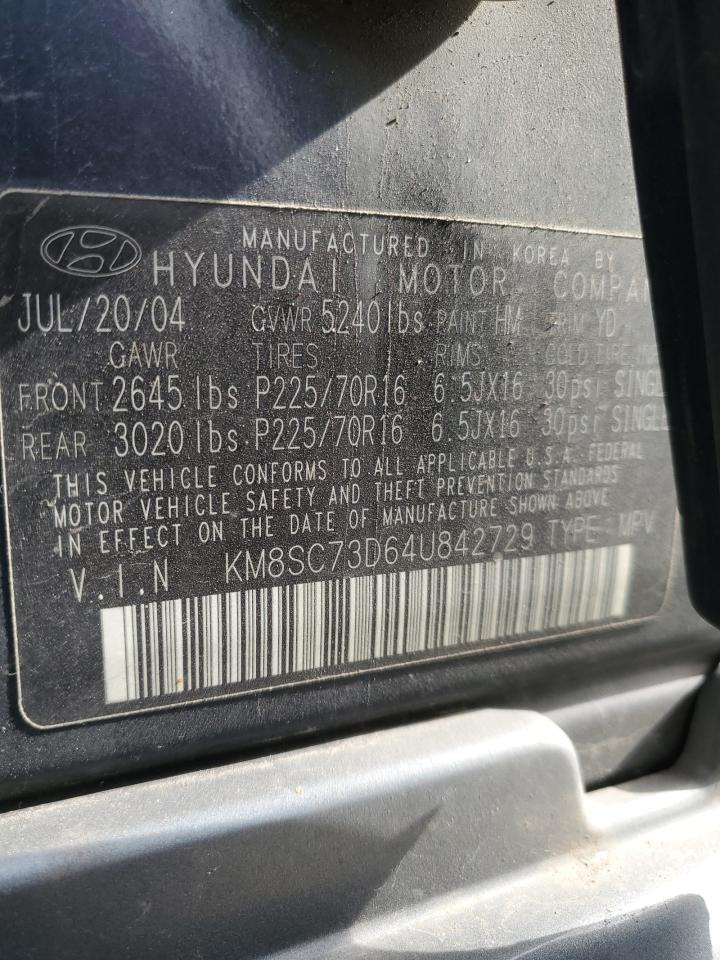 MANUFACTURED IN KOREA BY
HYUNDAI MOTOR
JUL/20/04 GVWR 5240lbs PAINT HM TRIM YD
GAWR TIRES RIMS COLD TIRE
FRONT 2645lbs P225/70R16 6.5JX16 30psi
REAR 3020lbs P225/70R16 6.5JX16 30psi
THIS VEHICLE CONFORMS TO ALL APPLICABLE U.S.A. FEDERAL
MOTOR VEHICLE SAFETY AND THEFT PREVENTION STANDARDS
IN EFFECT ON THE DATE OF MANUFACTURE SHOWN ABOVE
V.I.N KM8SC73D64U842729 TYPE MPV